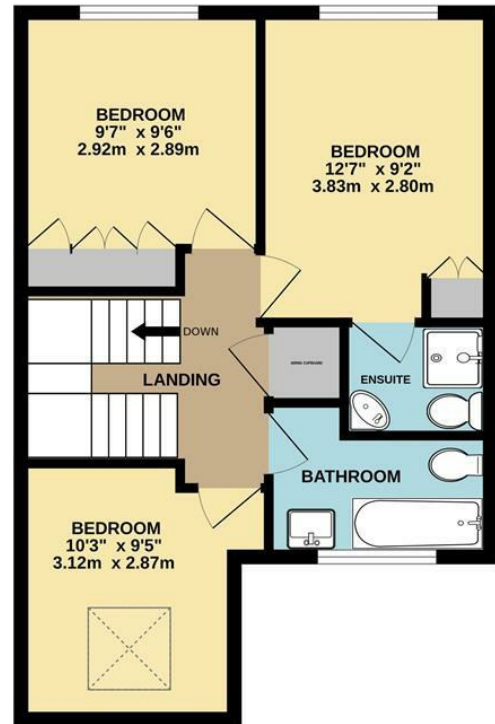 BEDROOM
9'7" x 9'6"
2.92m x 2.89m
BEDROOM
12'7" x 9'2"
3.83m x 2.80m
DOWN
LANDING
ENSUITE
BATHROOM
BEDROOM
10'3" x 9'5"
3.12m x 2.87m